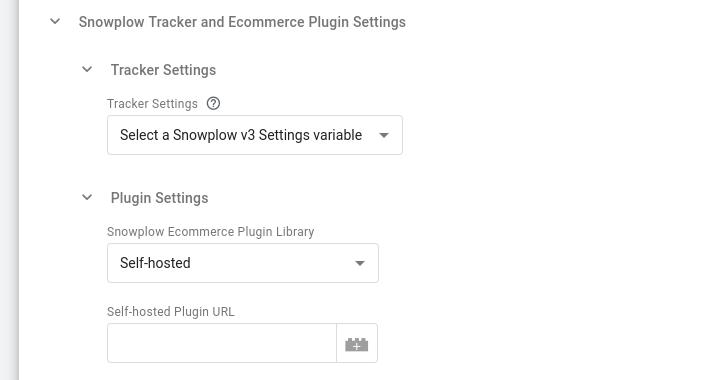 Snowplow Tracker and Ecommerce Plugin Settings
Tracker Settings
Tracker Settings
Select a Snowplow v3 Settings variable
Plugin Settings
Snowplow Ecommerce Plugin Library
Self-hosted
Self-hosted Plugin URL